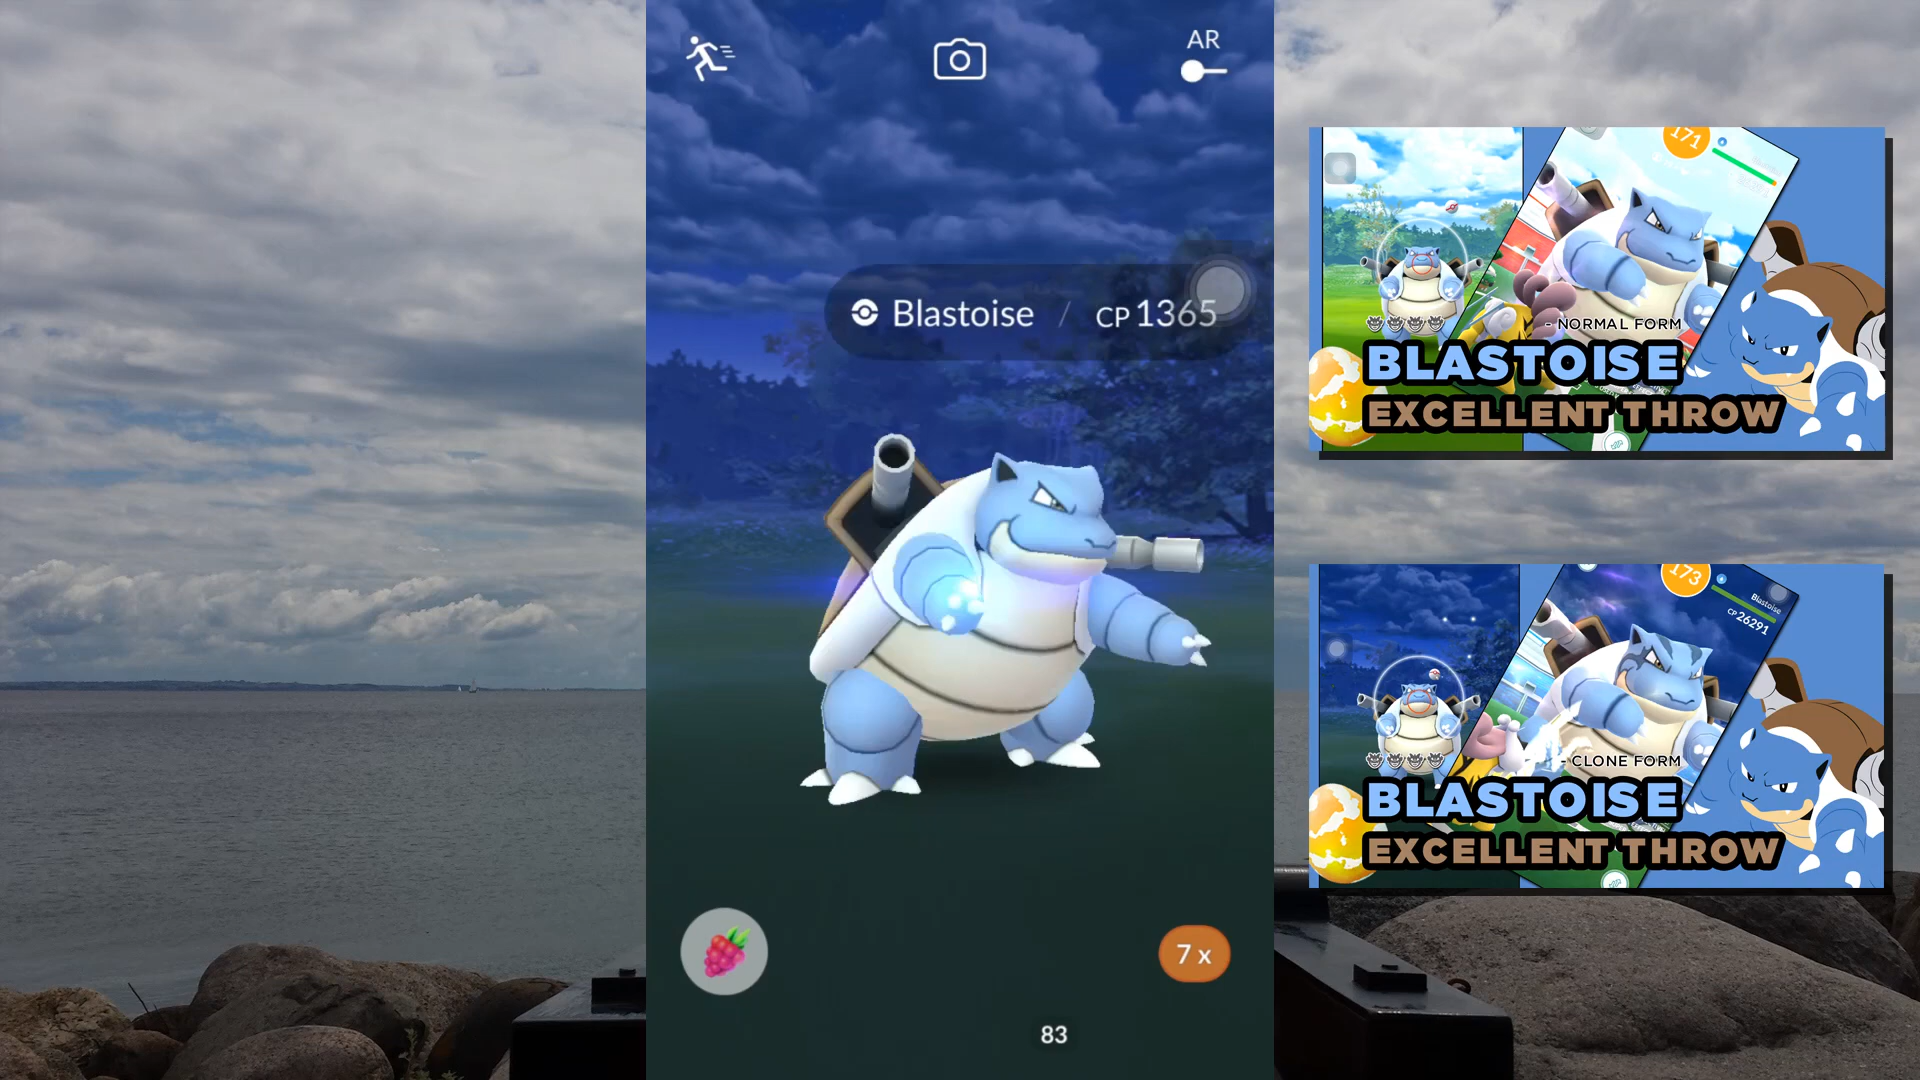 AR
Blastoise / CP 1365
7 x
83
171
- NORMAL FORM
BLASTOISE
EXCELLENT THROW
173
Blastoise
CP 26291
- CLONE FORM
BLASTOISE
EXCELLENT THROW